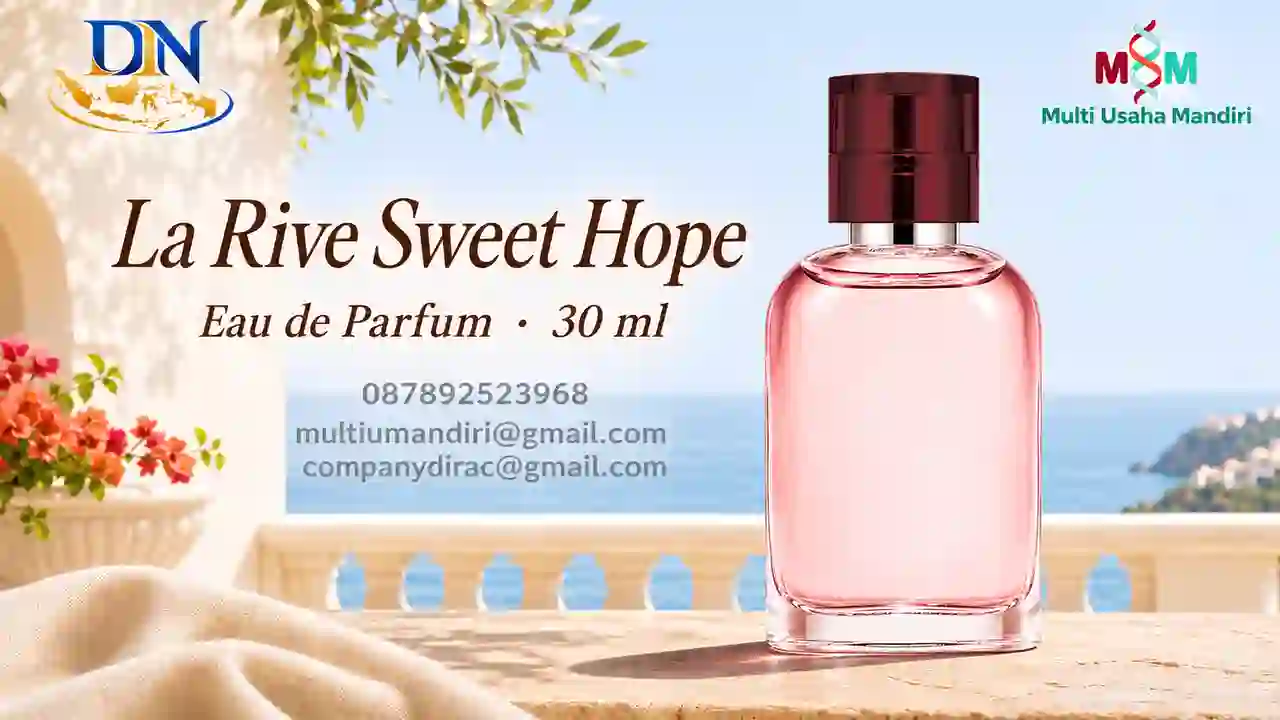 DN
MSM
Multi Usaha Mandiri
La Rive Sweet Hope
Eau de Parfum · 30 ml
087892523968
multiumandiri@gmail.com
companydirac@gmail.com